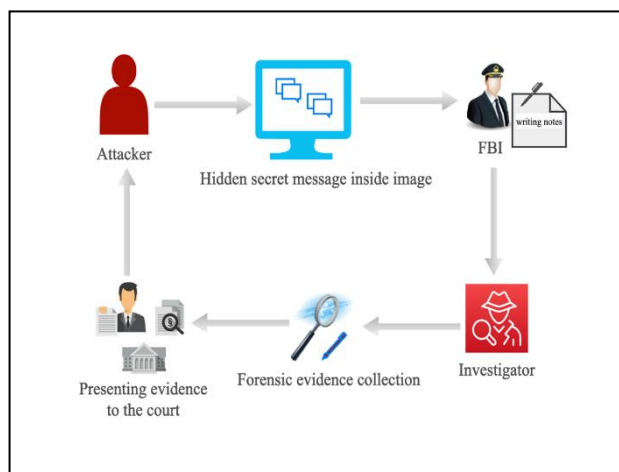 Attacker
Hidden secret message inside image
writing notes
FBI
Investigator
Forensic evidence collection
Presenting evidence
to the court